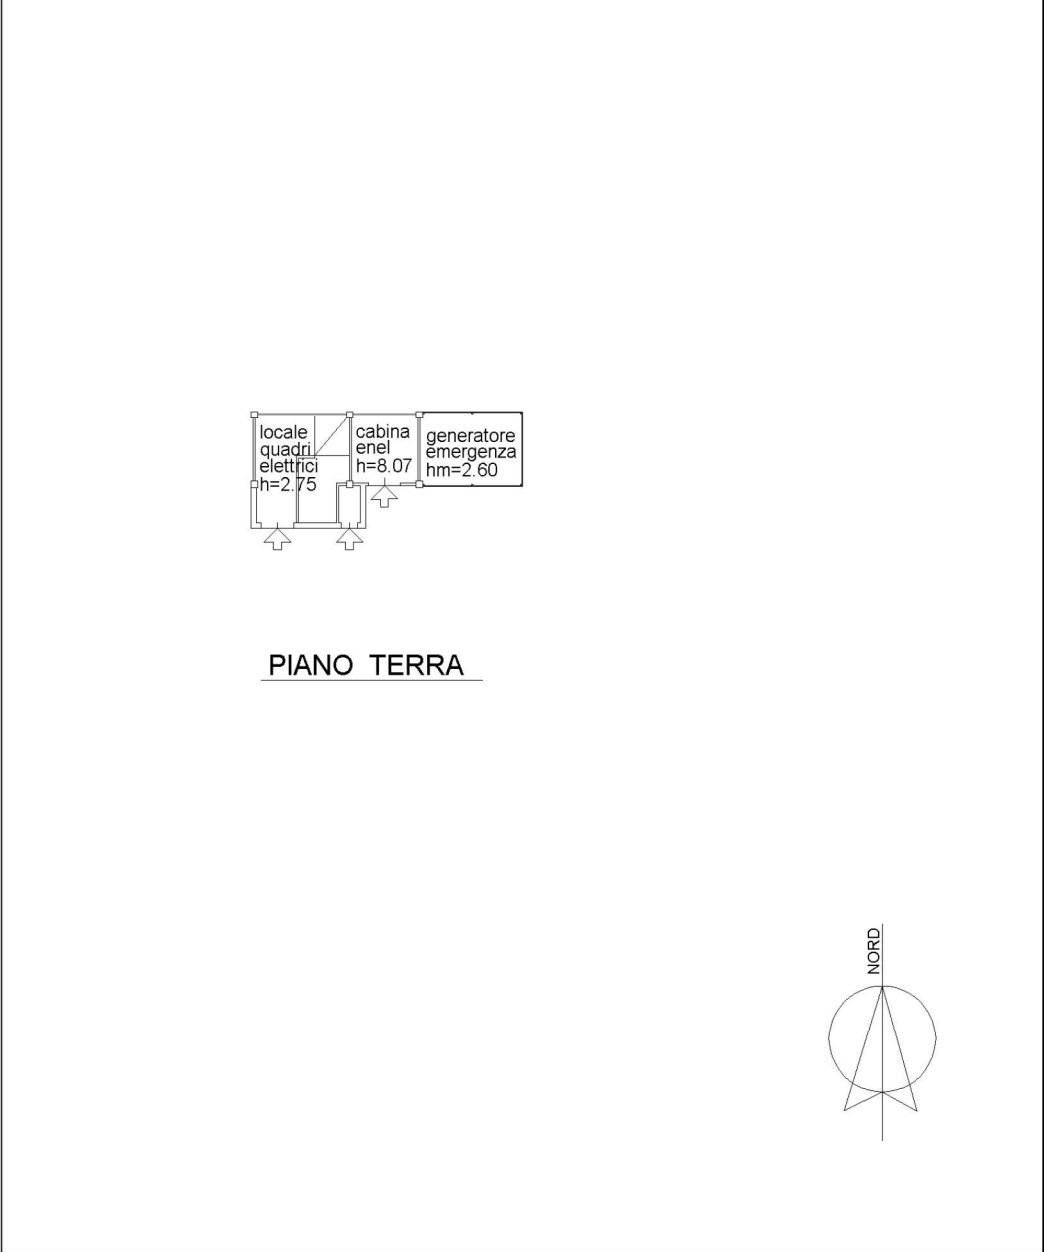 locale
quadri
elettrici
h=2.75
cabina
enel
h=8.07
generatore
emergenza
hm=2.60
PIANO TERRA
NORD